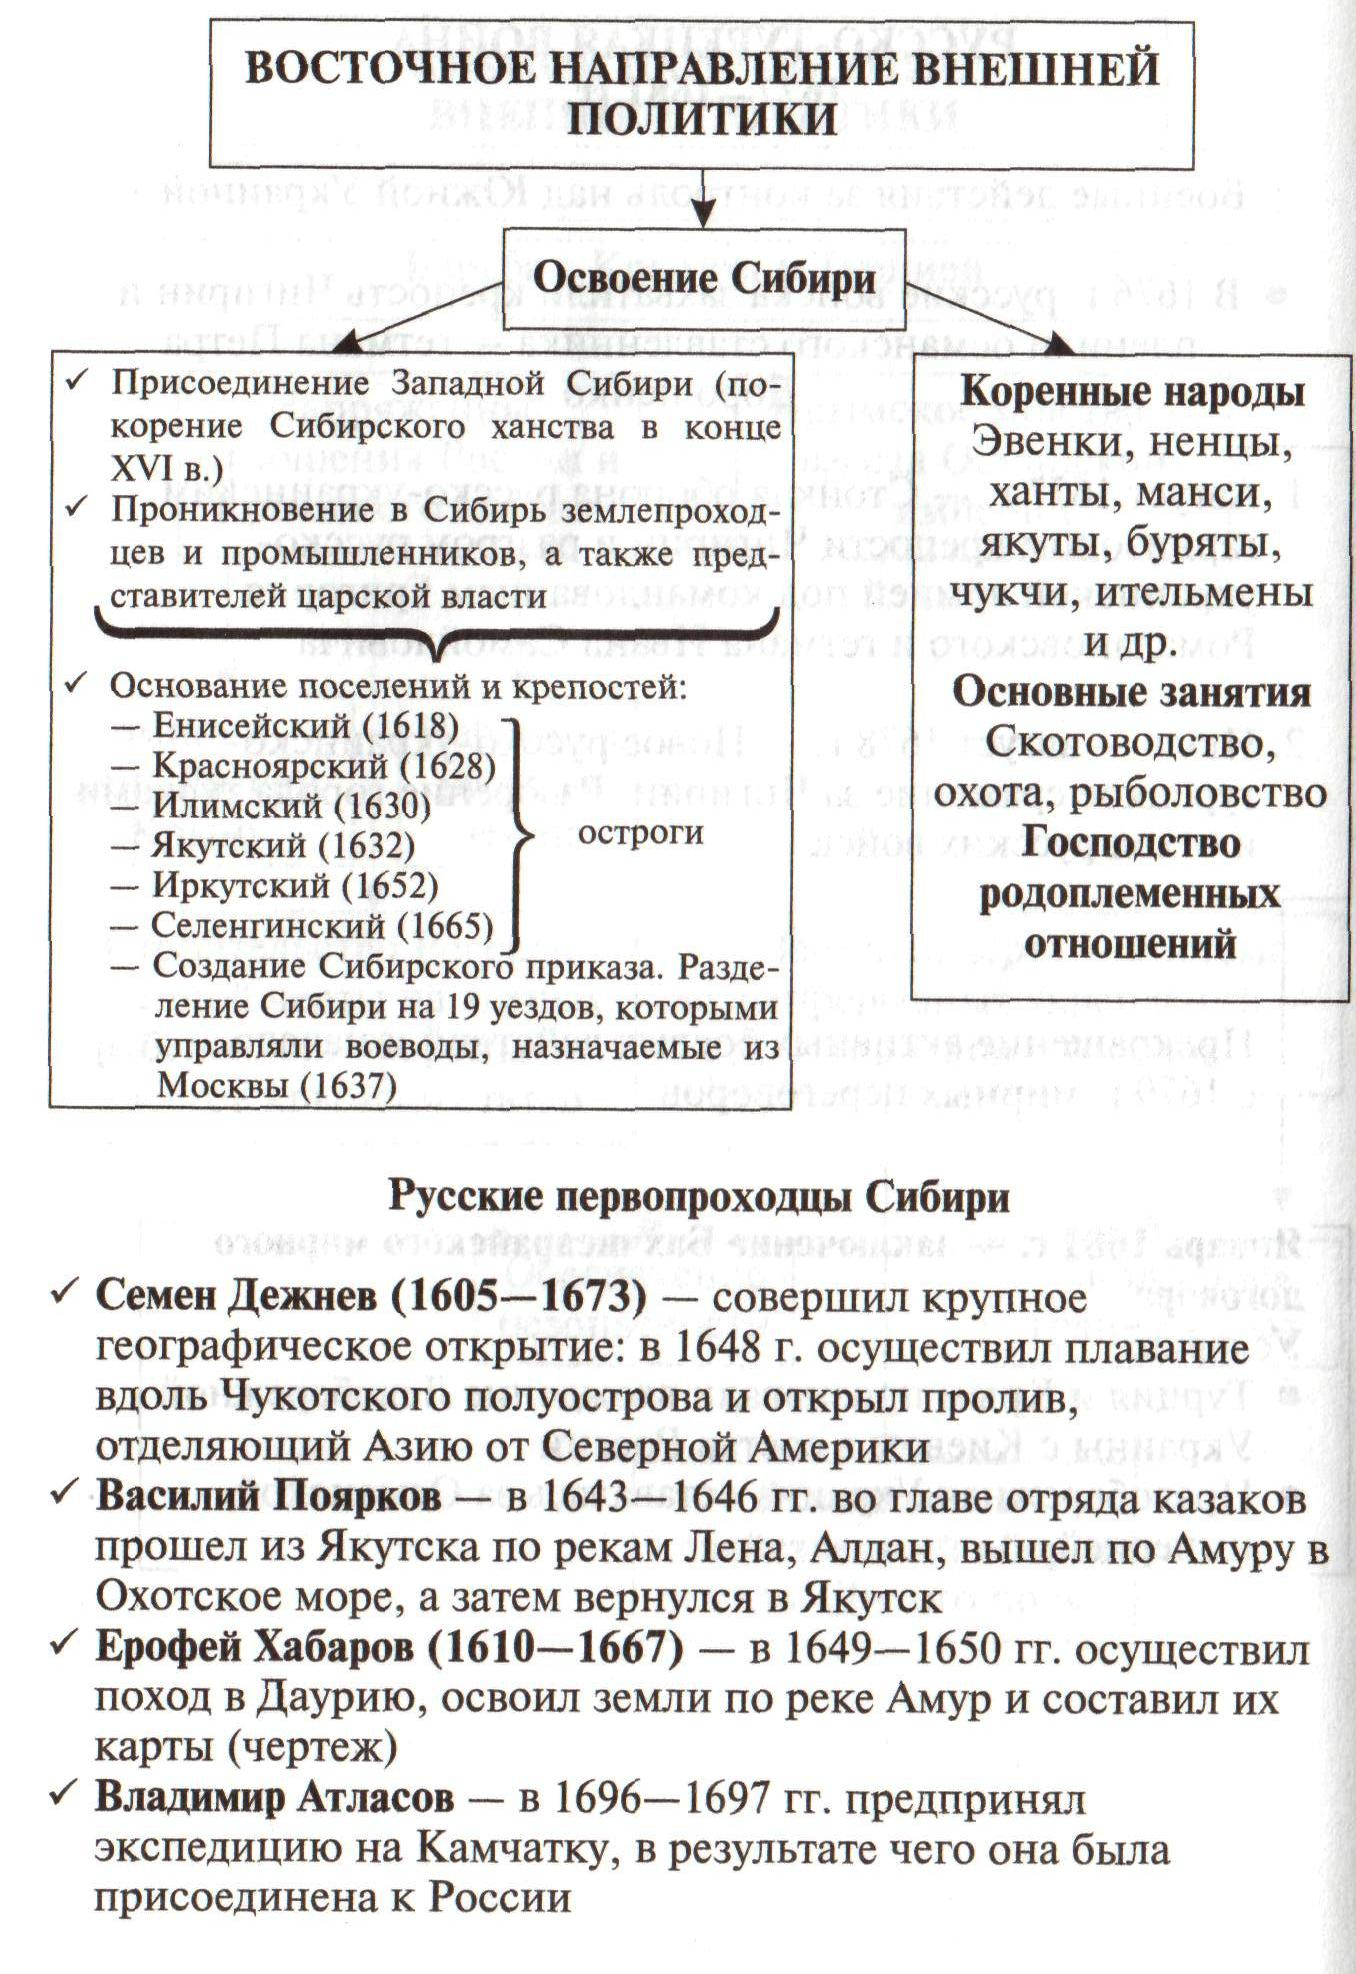 ВОСТОЧНОЕ НАПРАВЛЕНИЕ ВНЕШНЕЙ
ПОЛИТИКИ
Освоение Сибири
✓ Присоединение Западной Сибири (по-
корение Сибирского ханства в конце
XVI в.)
✓ Проникновение в Сибирь землепроход-
цев и промышленников, а также пред-
ставителей царской власти
✓ Основание поселений и крепостей:
— Енисейский (1618)
— Красноярский (1628)
— Илимский (1630)
— Якутский (1632)
— Иркутский (1652)
— Селенгинский (1665)
остроги
— Создание Сибирского приказа. Разде-
ление Сибири на 19 уездов, которыми
управляли воеводы, назначаемые из
Москвы (1637)
Коренные народы
Эвенки, ненцы,
ханты, манси,
якуты, буряты,
чукчи, ительмены
и др.
Основные занятия
Скотоводство,
охота, рыболовство
Господство
родоплеменных
отношений
Русские первопроходцы Сибири
✓ Семен Дежнев (1605—1673) — совершил крупное
географическое открытие: в 1648 г. осуществил плавание
вдоль Чукотского полуострова и открыл пролив,
отделяющий Азию от Северной Америки
✓ Василий Поярков — в 1643—1646 гг. во главе отряда казаков
прошел из Якутска по рекам Лена, Алдан, вышел по Амуру в
Охотское море, а затем вернулся в Якутск
✓ Ерофей Хабаров (1610—1667) — в 1649—1650 гг. осуществил
поход в Даурию, освоил земли по реке Амур и составил их
карты (чертеж)
✓ Владимир Атласов — в 1696—1697 гг. предпринял
экспедицию на Камчатку, в результате чего она была
присоединена к России